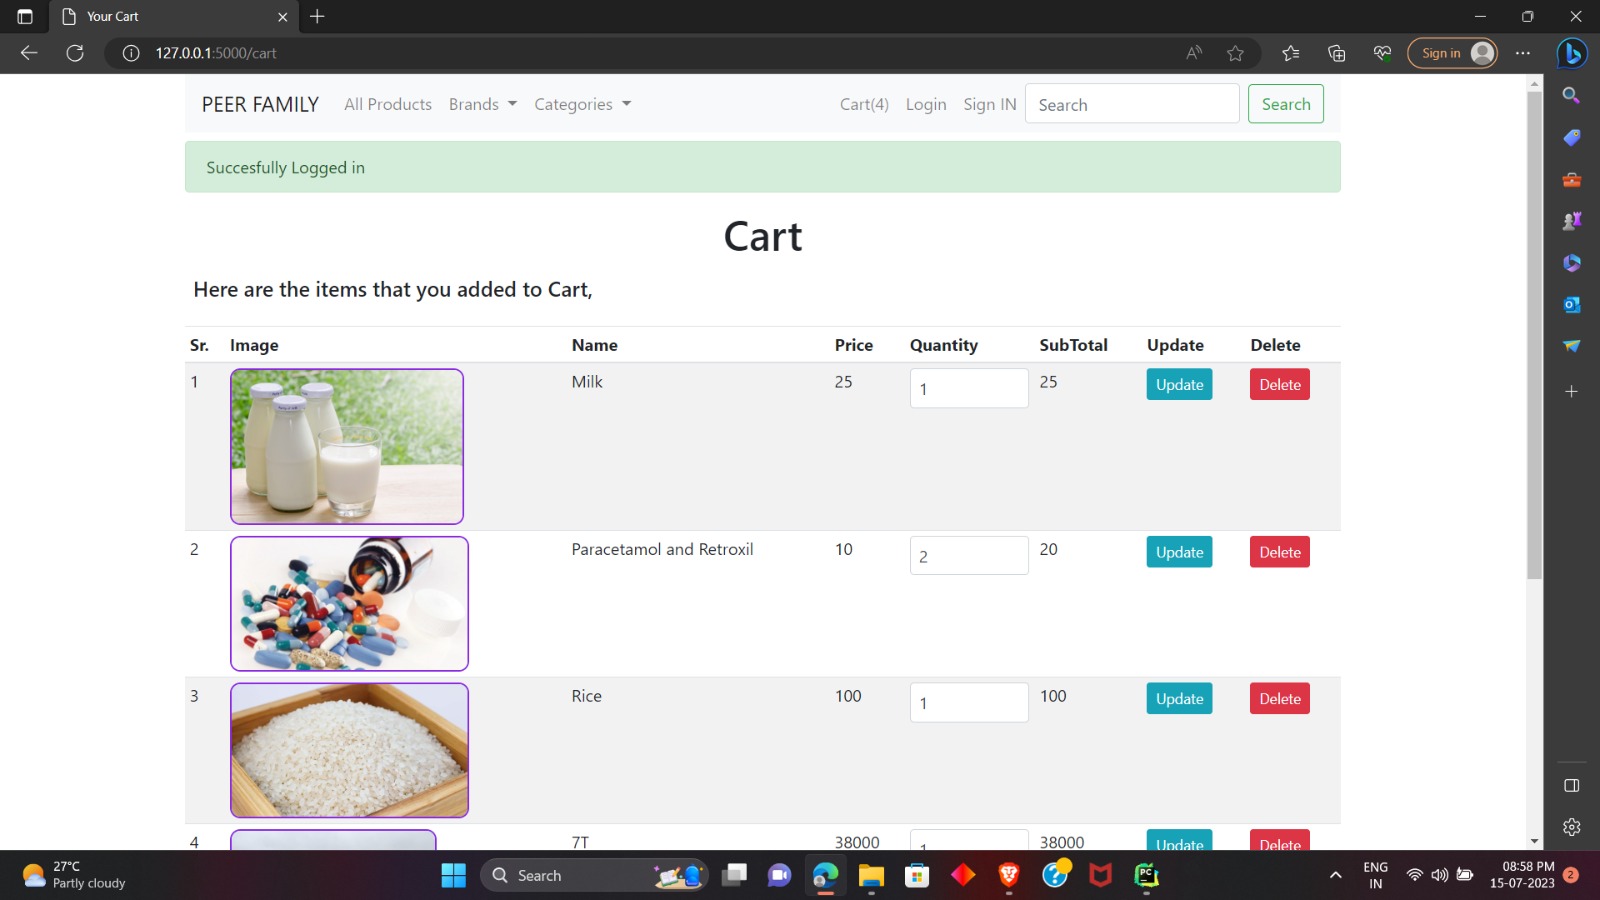 Your Cart
127.0.0.1:5000/cart
Sign in
PEER FAMILY All Products Brands Categories Cart(4) Login Sign IN Search Search
Succesfully Logged in
Cart
Here are the items that you added to Cart,
Sr. Image Name Price Quantity SubTotal Update Delete
1 Milk 25 1 25 Update Delete
2 Paracetamol and Retroxil 10 2 20 Update Delete
3 Rice 100 1 100 Update Delete
4 7T 38000 1 38000 Update Delete
27°C
Partly cloudy
Search
ENG
IN
08:58 PM
15-07-2023
2